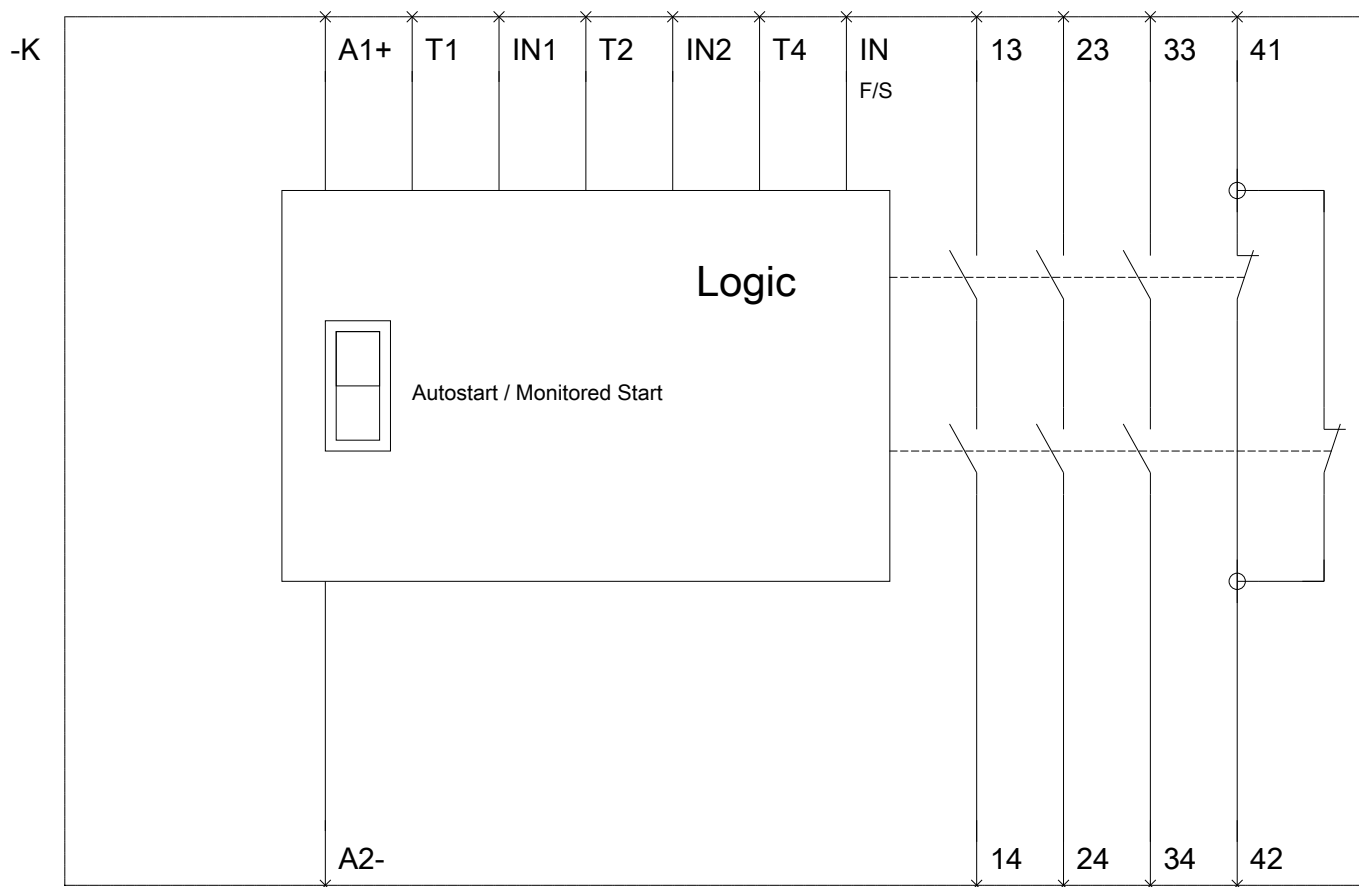 -K
A1+ T1 IN1 T2 IN2 T4 IN 13 23 33 41
F/S
Logic
Autostart / Monitored Start
A2- 14 24 34 42